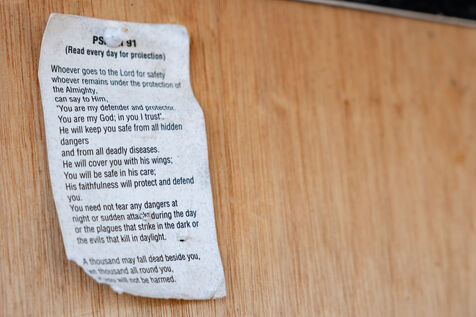 PSALM 91
(Read every day for protection)
Whoever goes to the Lord for safety
whoever remains under the protection of
the Almighty,
can say to Him,
"You are my defender and protector.
You are my God; in you I trust".
He will keep you safe from all hidden
dangers
and from all deadly diseases.
He will cover you with his wings;
You will be safe in his care;
His faithfulness will protect and defend
you.
You need not fear any dangers at
night or sudden attacks during the day
or the plagues that strike in the dark or
the evils that kill in daylight.
A thousand may fall dead beside you,
thousand all round you,
you will not be harmed.